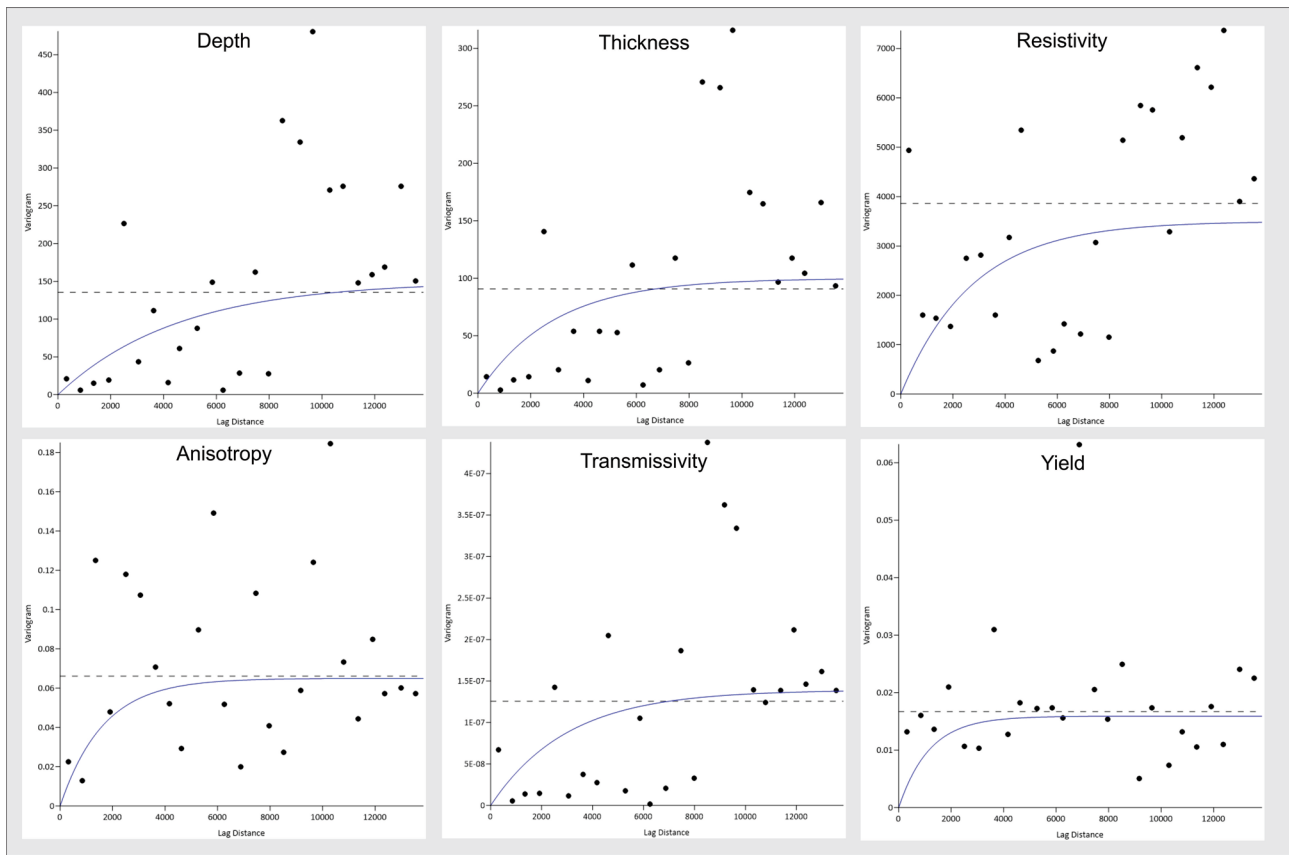 Depth
450
400
350
300
250
200
150
100
50
0
Variogram
0 2000 4000 6000 8000 10000 12000
Lag Distance
Thickness
300
250
200
150
100
50
0
Variogram
0 2000 4000 6000 8000 10000 12000
Lag Distance
Resistivity
7000
6000
5000
4000
3000
2000
1000
0
Variogram
0 2000 4000 6000 8000 10000 12000
Lag Distance
Anisotropy
0.18
0.16
0.14
0.12
0.1
0.08
0.06
0.04
0.02
0
Variogram
0 2000 4000 6000 8000 10000 12000
Lag Distance
Transmissivity
4E-07
3.5E-07
3E-07
2.5E-07
2E-07
1.5E-07
1E-07
5E-08
0
Variogram
0 2000 4000 6000 8000 10000 12000
Lag Distance
Yield
0.06
0.05
0.04
0.03
0.02
0.01
0
Variogram
0 2000 4000 6000 8000 10000 12000
Lag Distance